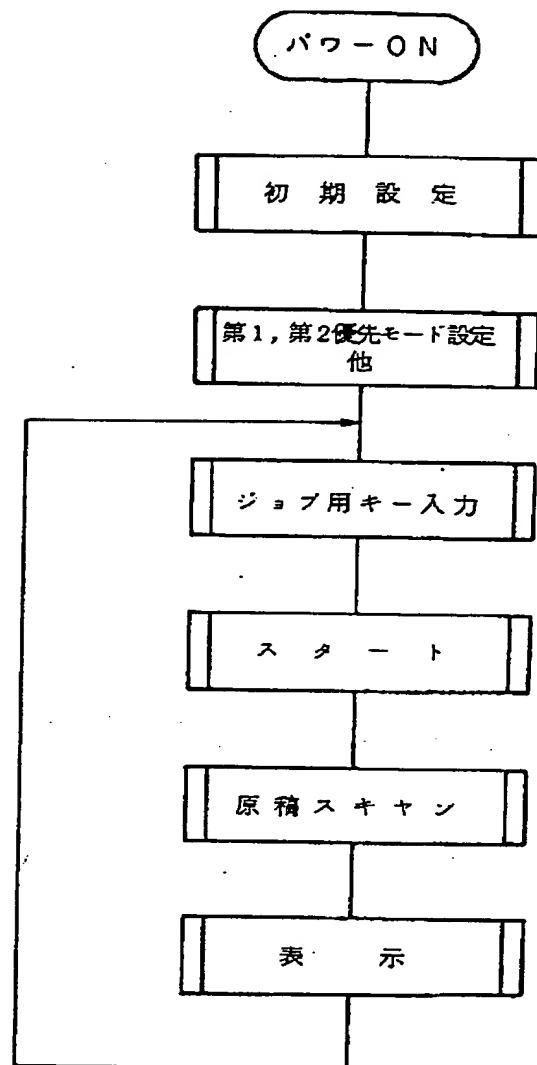 パワーON
初期設定
第1,第2優先モード設定
他
ジョブ用キー入力
スタート
原稿スキャン
表示